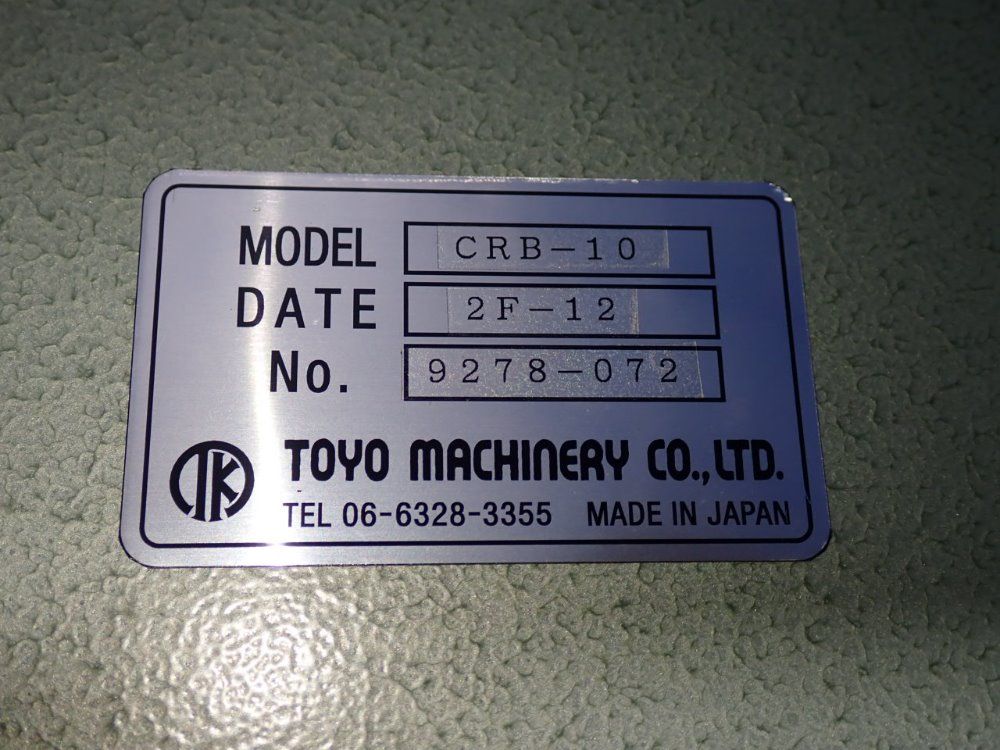 MODEL CRB-10
DATE 2F-12
No. 9278-072
TK TOYO MACHINERY CO.,LTD.
TEL 06-6328-3355 MADE IN JAPAN